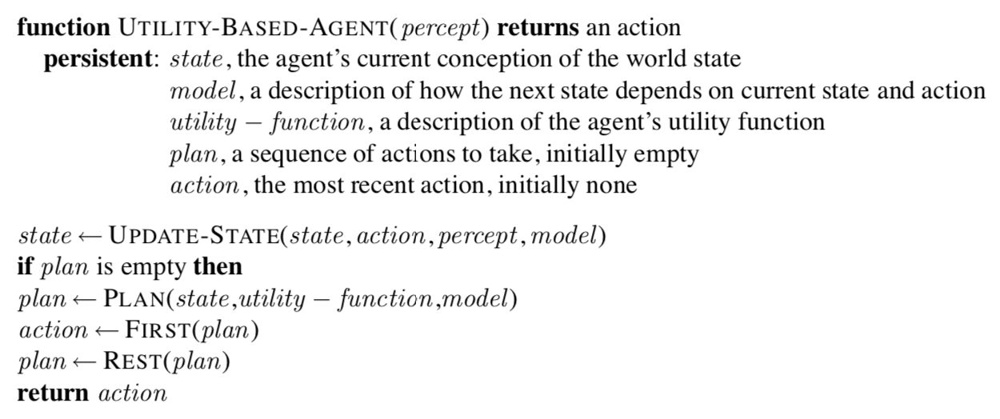 function UTILITY-BASED-AGENT(percept) returns an action
persistent: state, the agent's current conception of the world state
model, a description of how the next state depends on current state and action
utility − function, a description of the agent's utility function
plan, a sequence of actions to take, initially empty
action, the most recent action, initially none
state ← UPDATE-STATE(state, action, percept, model)
if plan is empty then
plan ← PLAN(state,utility − function,model)
action ← FIRST(plan)
plan ← REST(plan)
return action